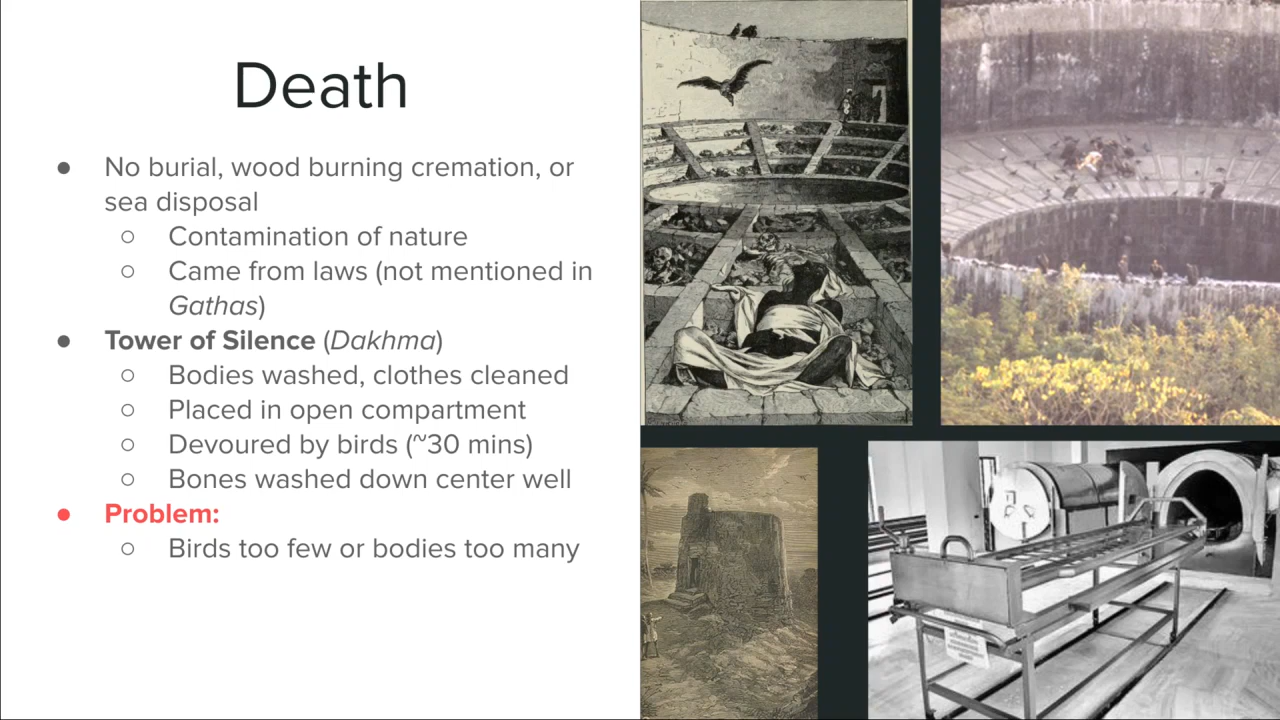 Death
● No burial, wood burning cremation, or
sea disposal
○ Contamination of nature
○ Came from laws (not mentioned in
Gathas)
● Tower of Silence (Dakhma)
○ Bodies washed, clothes cleaned
○ Placed in open compartment
○ Devoured by birds (~30 mins)
○ Bones washed down center well
● Problem:
○ Birds too few or bodies too many